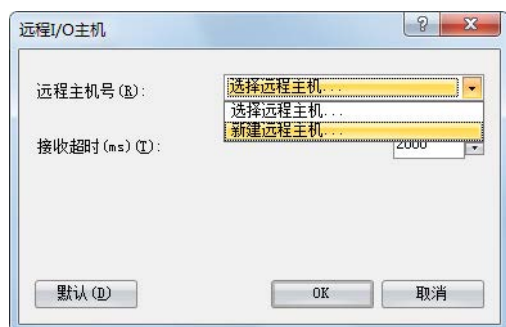 远程I/O主机
远程主机号(R): 选择远程主机...
选择远程主机...
新建远程主机...
接收超时(ms)(T): 2000
默认(D) OK 取消